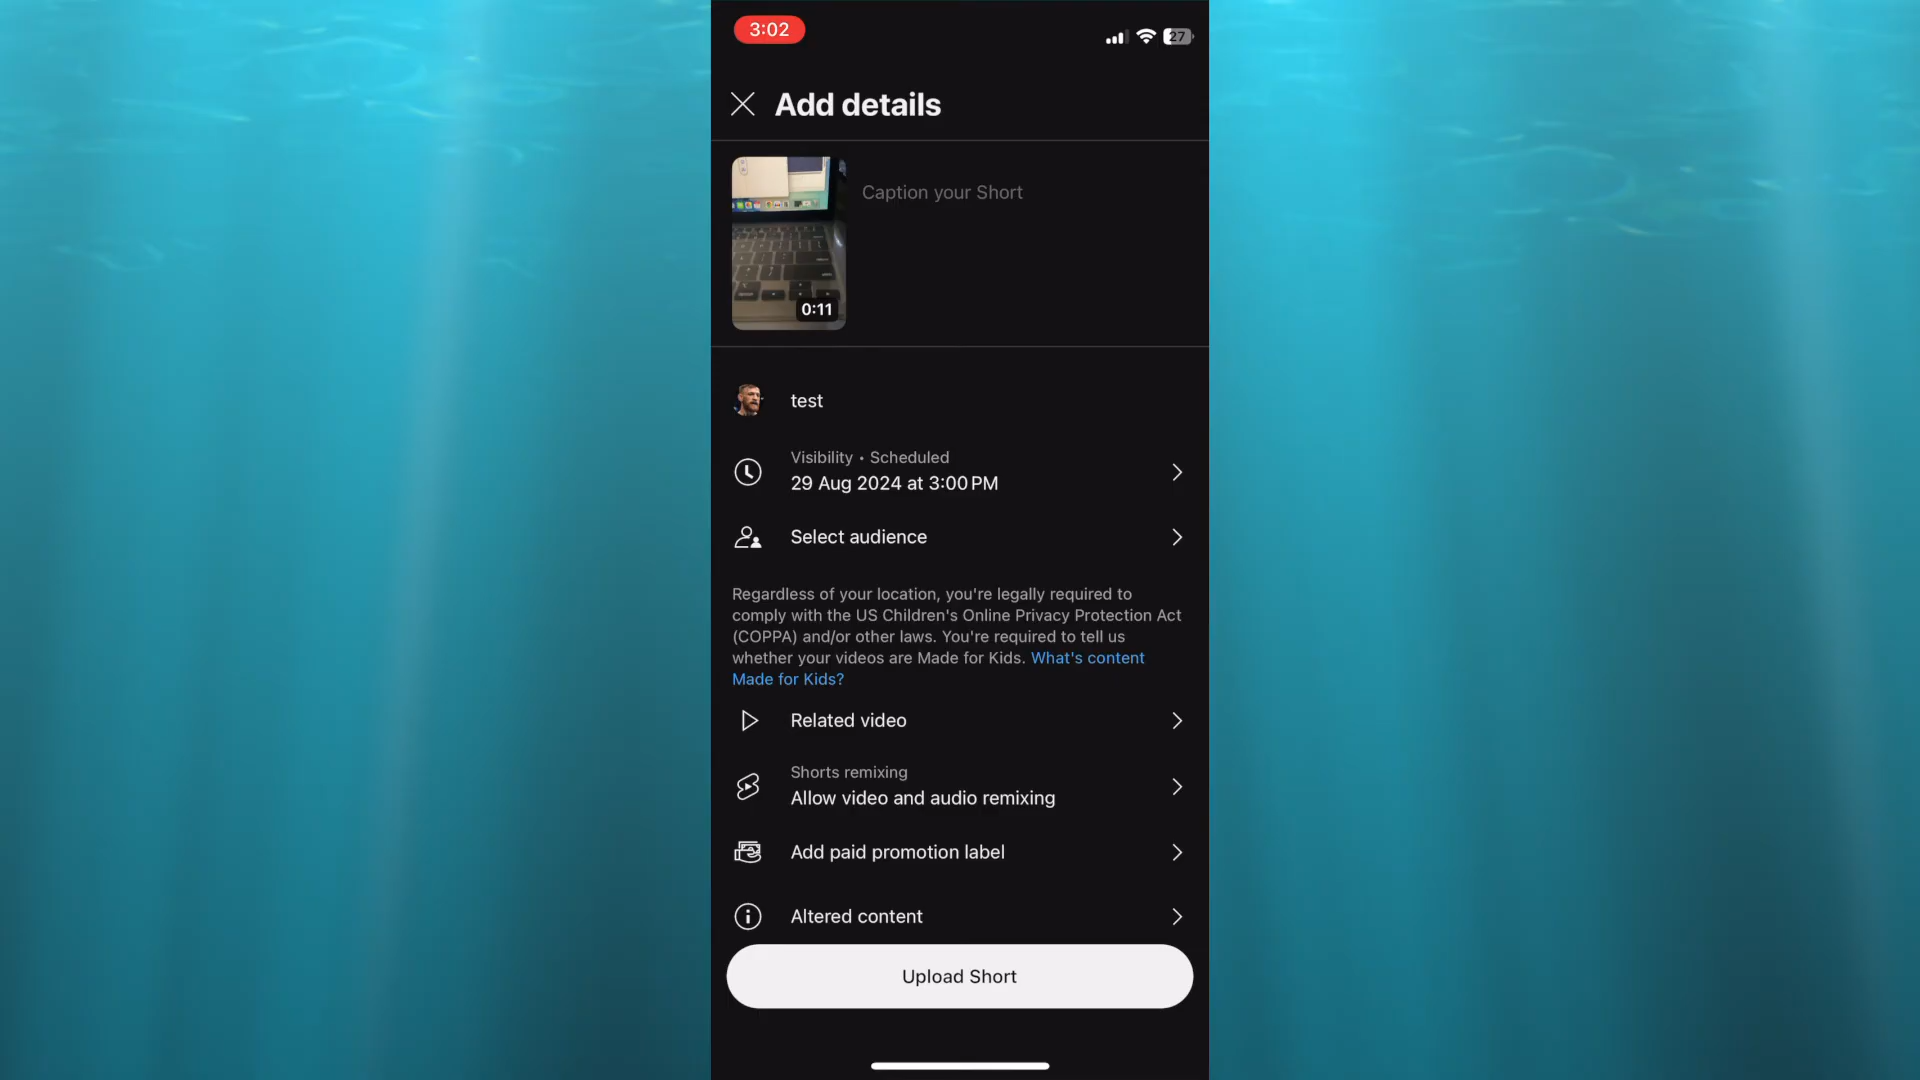 3:02
27
Add details
Caption your Short
0:11
test
Visibility • Scheduled
29 Aug 2024 at 3:00 PM
Select audience
Regardless of your location, you're legally required to
comply with the US Children's Online Privacy Protection Act
(COPPA) and/or other laws. You're required to tell us
whether your videos are Made for Kids. What's content
Made for Kids?
Related video
Shorts remixing
Allow video and audio remixing
Add paid promotion label
Altered content
Upload Short